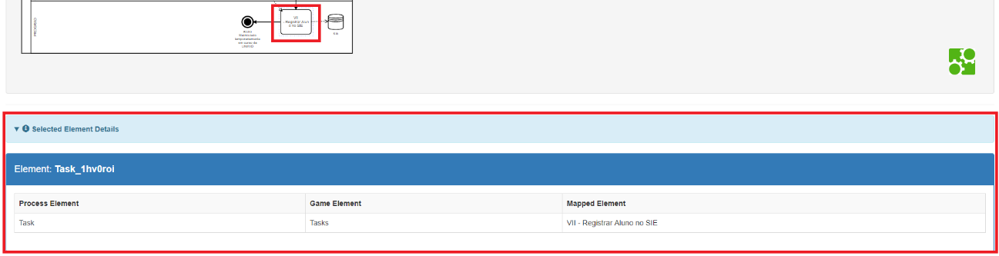 PROGRAD
VII
- Registrar Alun
o no SIE
SIE
Aluno
Matriculado
temporariamente
em curso da
UNIRIO
Selected Element Details
Element: Task_1hv0roi
Process Element Game Element Mapped Element
Task Tasks VII - Registrar Aluno no SIE